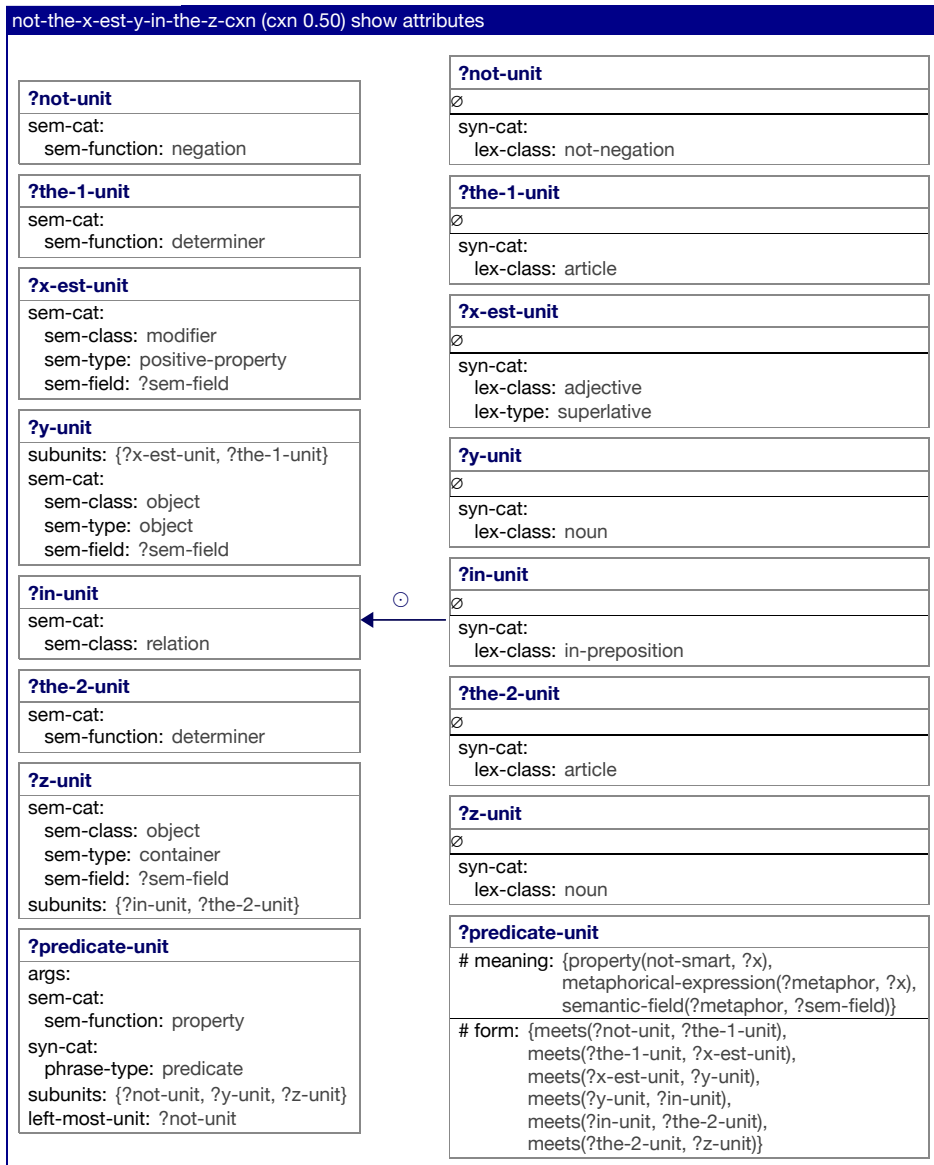 not-the-x-est-y-in-the-z-cxn (cxn 0.50) show attributes
?not-unit
sem-cat:
sem-function: negation
?the-1-unit
sem-cat:
sem-function: determiner
?x-est-unit
sem-cat:
sem-class: modifier
sem-type: positive-property
sem-field: ?sem-field
?y-unit
subunits: {?x-est-unit, ?the-1-unit}
sem-cat:
sem-class: object
sem-type: object
sem-field: ?sem-field
?in-unit
sem-cat:
sem-class: relation
?the-2-unit
sem-cat:
sem-function: determiner
?z-unit
sem-cat:
sem-class: object
sem-type: container
sem-field: ?sem-field
subunits: {?in-unit, ?the-2-unit}
?predicate-unit
args:
sem-cat:
sem-function: property
syn-cat:
phrase-type: predicate
subunits: {?not-unit, ?y-unit, ?z-unit}
left-most-unit: ?not-unit
⊙
?not-unit
∅
syn-cat:
lex-class: not-negation
?the-1-unit
∅
syn-cat:
lex-class: article
?x-est-unit
∅
syn-cat:
lex-class: adjective
lex-type: superlative
?y-unit
∅
syn-cat:
lex-class: noun
?in-unit
∅
syn-cat:
lex-class: in-preposition
?the-2-unit
∅
syn-cat:
lex-class: article
?z-unit
∅
syn-cat:
lex-class: noun
?predicate-unit
# meaning: {property(not-smart, ?x),
metaphorical-expression(?metaphor, ?x),
semantic-field(?metaphor, ?sem-field)}
# form: {meets(?not-unit, ?the-1-unit),
meets(?the-1-unit, ?x-est-unit),
meets(?x-est-unit, ?y-unit),
meets(?y-unit, ?in-unit),
meets(?in-unit, ?the-2-unit),
meets(?the-2-unit, ?z-unit)}